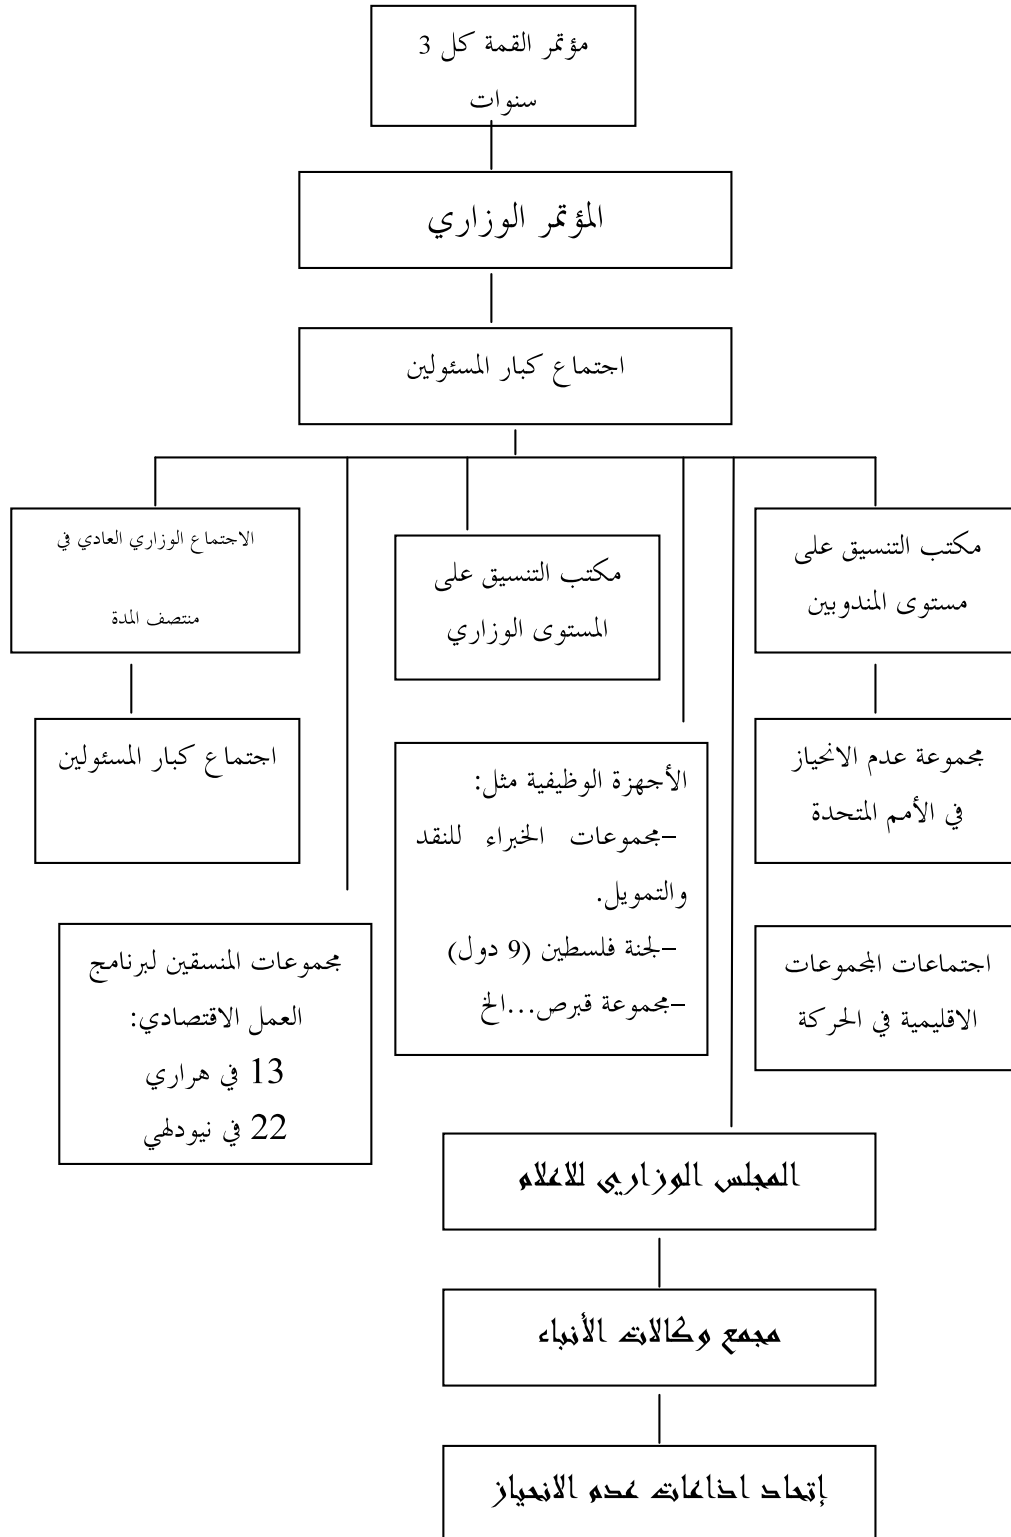 مؤتمر القمة كل 3
سنوات
المؤتمر الوزاري
اجتماع كبار المسئولين
مكتب التنسيق على
مستوى المندوبين
مكتب التنسيق على
المستوى الوزاري
الاجتماع الوزاري العادي في
منتصف المدة
مجموعة عدم الانحياز
في الأمم المتحدة
اجتماع كبار المسئولين
الأجهزة الوظيفية مثل:
–مجموعات الخبراء للنقد
والتمويل.
–لجنة فلسطين (9 دول)
–مجموعة قبرص...الخ
اجتماعات المجموعات
الاقليمية في الحركة
مجموعات المنسقين لبرنامج
العمل الاقتصادي:
13 في هراري
22 في نيودلهي
المجلس الوزاري للاعلام
مجمع وكالات الأنباء
إتحاد اذاعات عدم الانحياز